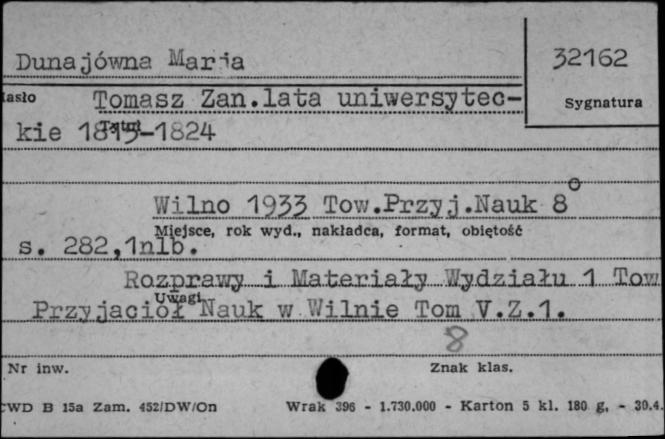 Dunajówna Maria
32162
Sygnatura
Hasło Tomasz Zan.lata uniwersytec-
kie 1815-1824
Tytuł
Wilno 1933 Tow.Przyj.Nauk 8°
Miejsce, rok wyd., nakładca, format, objętość
s. 282,1nlb.
Rozprawy i Materiały Wydziału 1 Tow
Uwagi
Przyjaciół Nauk w Wilnie Tom V.Z.1.
8
Nr inw.
Znak klas.
CWD B 15a Zam. 452/DW/On Wrak 396 - 1.730.000 - Karton 5 kl. 180 g. - 30.4.